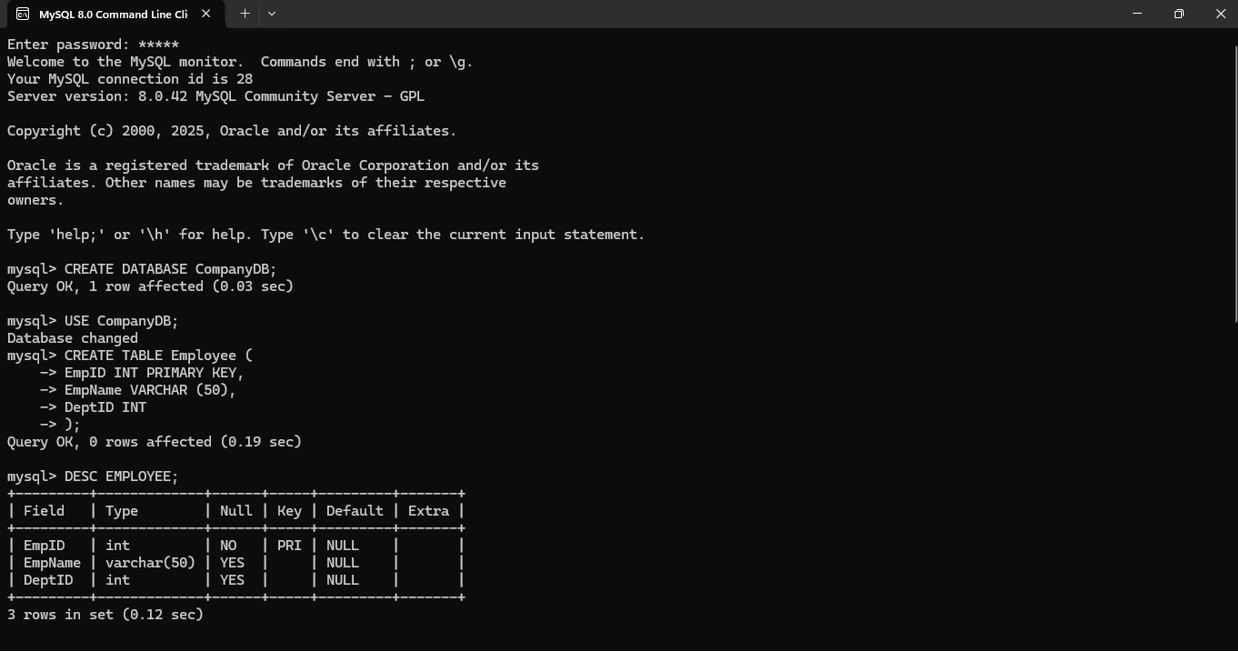 MySQL 8.0 Command Line Cli
Enter password: *****
Welcome to the MySQL monitor.  Commands end with ; or \g.
Your MySQL connection id is 28
Server version: 8.0.42 MySQL Community Server - GPL

Copyright (c) 2000, 2025, Oracle and/or its affiliates.

Oracle is a registered trademark of Oracle Corporation and/or its
affiliates. Other names may be trademarks of their respective
owners.

Type 'help;' or '\h' for help. Type '\c' to clear the current input statement.

mysql> CREATE DATABASE CompanyDB;
Query OK, 1 row affected (0.03 sec)

mysql> USE CompanyDB;
Database changed
mysql> CREATE TABLE Employee (
    -> EmpID INT PRIMARY KEY,
    -> EmpName VARCHAR (50),
    -> DeptID INT
    -> );
Query OK, 0 rows affected (0.19 sec)

mysql> DESC EMPLOYEE;
+---------+-------------+------+-----+---------+-------+
| Field   | Type        | Null | Key | Default | Extra |
+---------+-------------+------+-----+---------+-------+
| EmpID   | int         | NO   | PRI | NULL    |       |
| EmpName | varchar(50) | YES  |     | NULL    |       |
| DeptID  | int         | YES  |     | NULL    |       |
+---------+-------------+------+-----+---------+-------+
3 rows in set (0.12 sec)